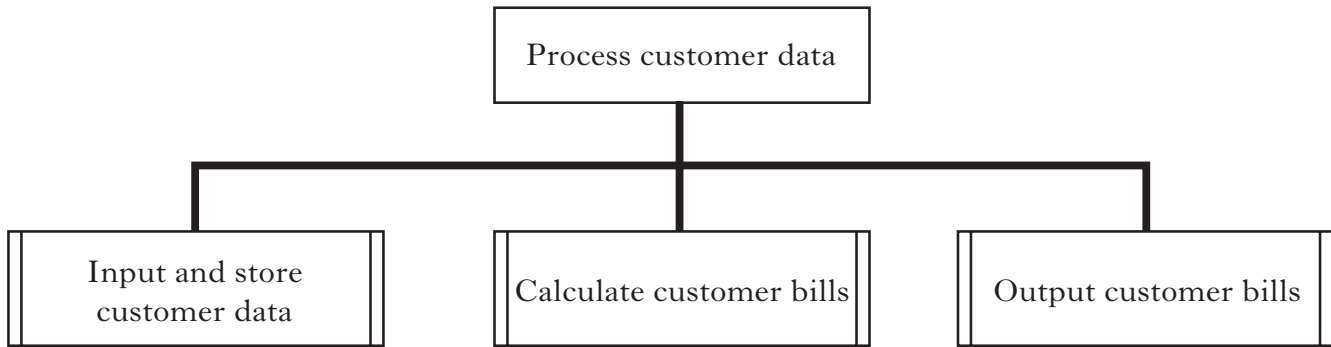 Process customer data
Input and store
customer data
Calculate customer bills
Output customer bills